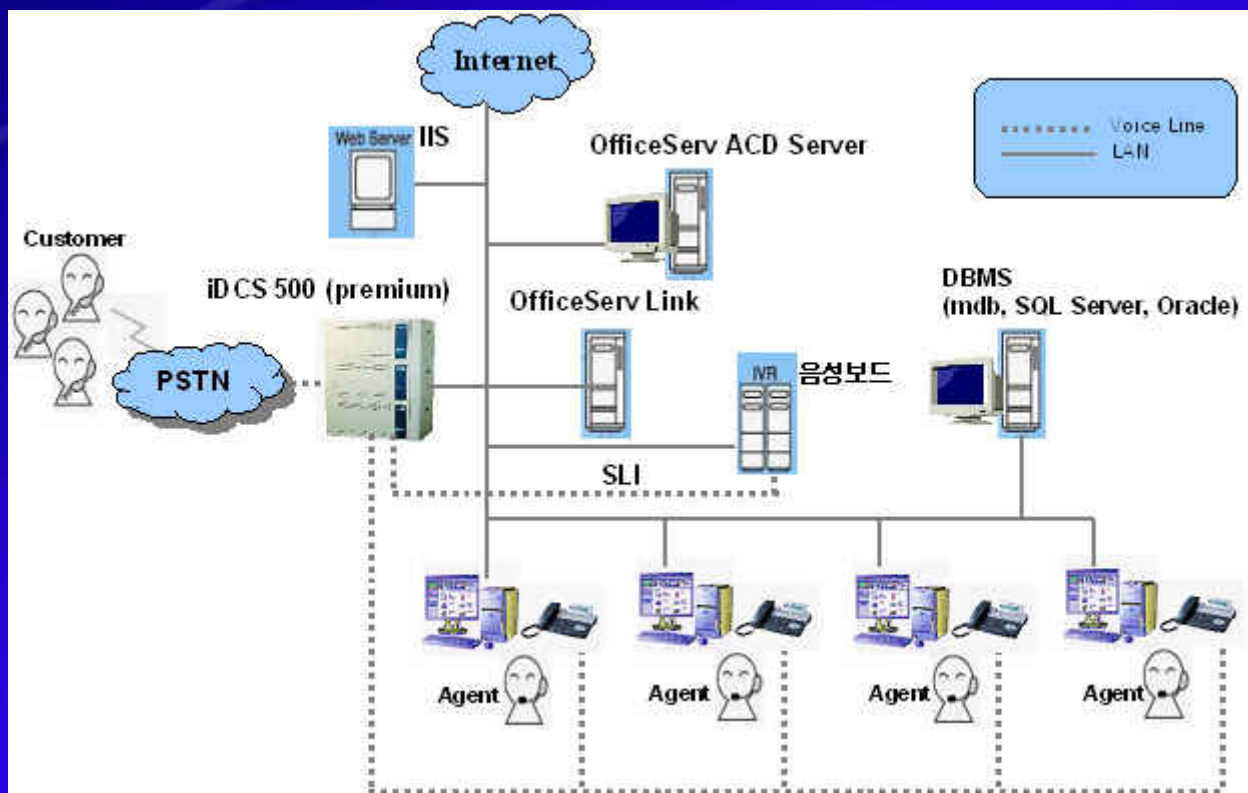 Internet
Web Server IIS
OfficeServ ACD Server
Voice Line
LAN
Customer
iDCS 500 (premium)
OfficeServ Link
DBMS
(mdb, SQL Server, Oracle)
PSTN
IVR 음성보드
SLI
Agent
Agent
Agent
Agent